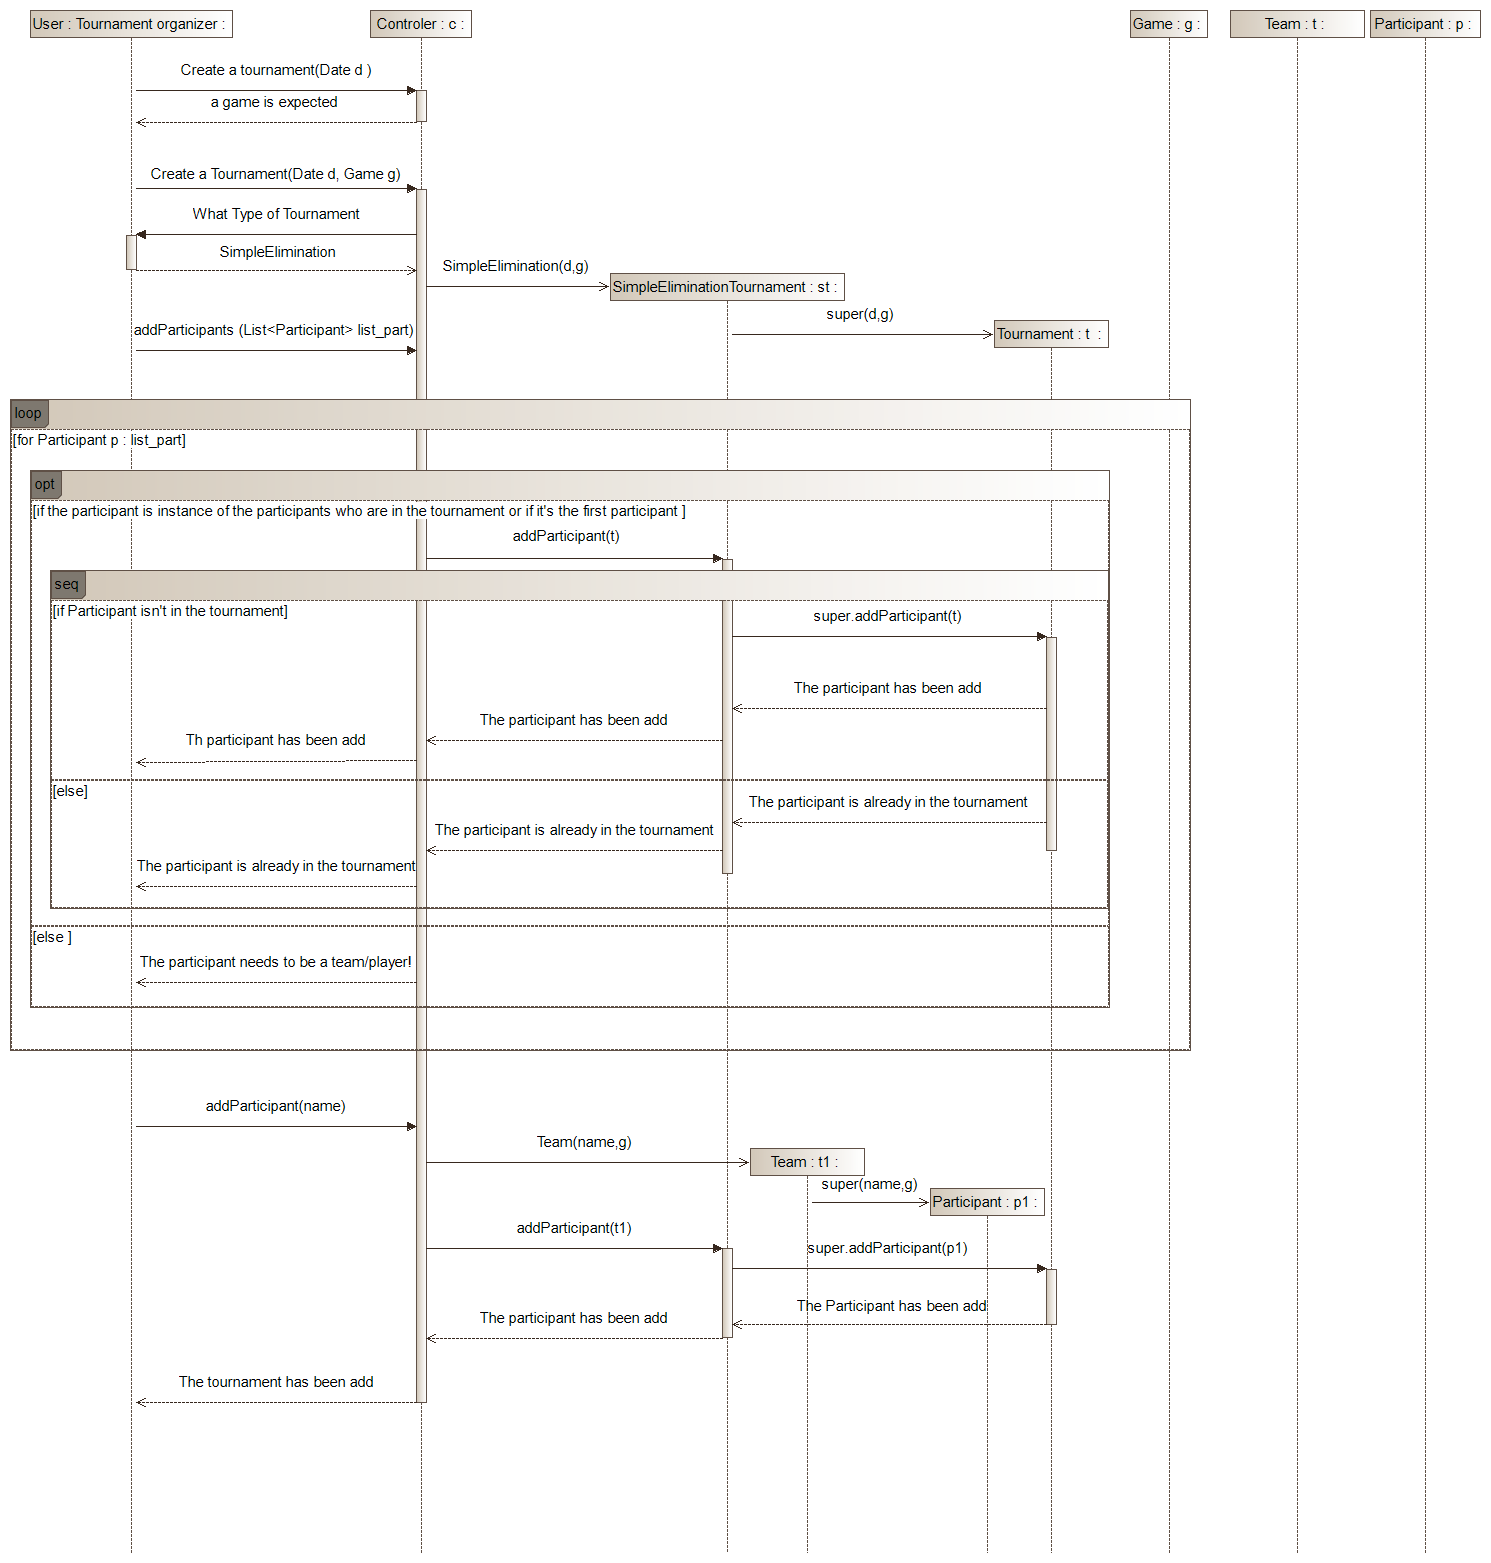 User : Tournament organizer :
Controler : c :
Game : g :
Team : t :
Participant : p :
Create a tournament(Date d )
a game is expected
Create a Tournament(Date d, Game g)
What Type of Tournament
SimpleElimination
SimpleElimination(d,g)
SimpleEliminationTournament : st :
super(d,g)
Tournament : t :
addParticipants (List<Participant> list_part)
loop
[for Participant p : list_part]
opt
[if the participant is instance of the participants who are in the tournament or if it's the first participant ]
addParticipant(t)
seq
[if Participant isn't in the tournament]
super.addParticipant(t)
The participant has been add
The participant has been add
Th participant has been add
[else]
The participant is already in the tournament
The participant is already in the tournament
The participant is already in the tournament
[else ]
The participant needs to be a team/player!
addParticipant(name)
Team(name,g)
Team : t1 :
super(name,g)
Participant : p1 :
addParticipant(t1)
super.addParticipant(p1)
The Participant has been add
The participant has been add
The tournament has been add